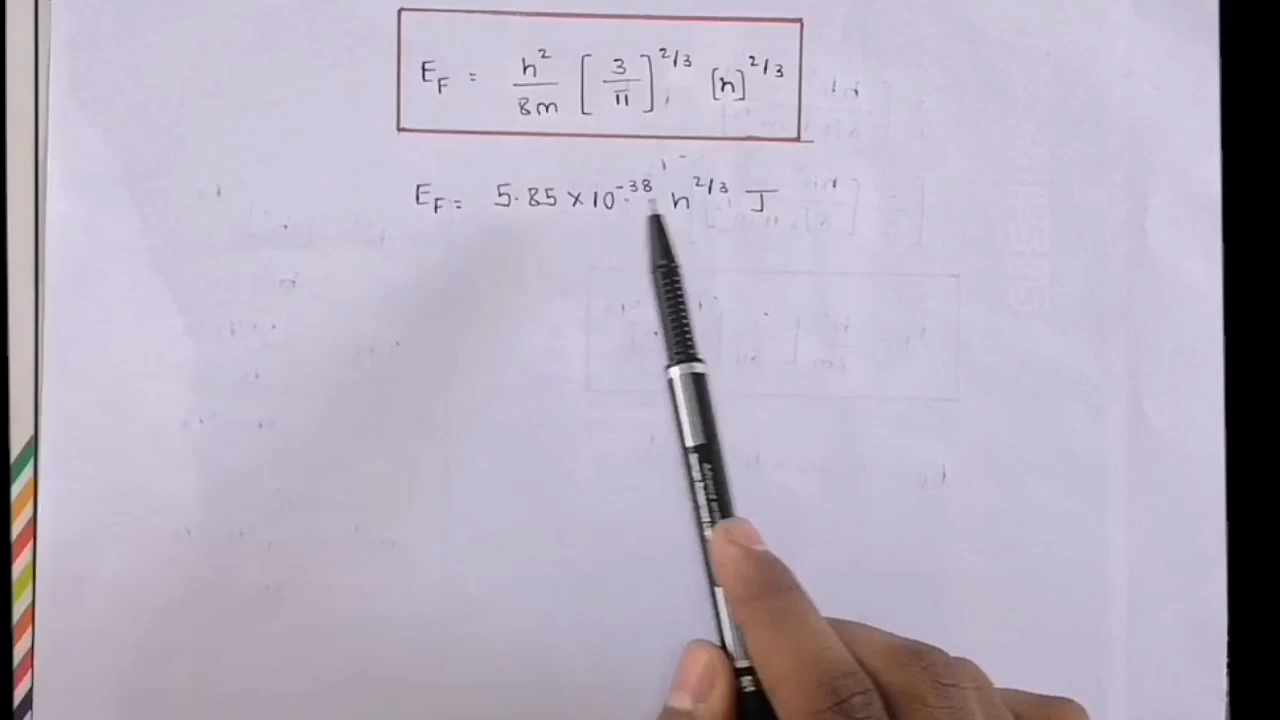 E_F = h² / 8m [3/π]^2/3 [n]^2/3
E_F = 5.85 × 10^-38 n^2/3 J